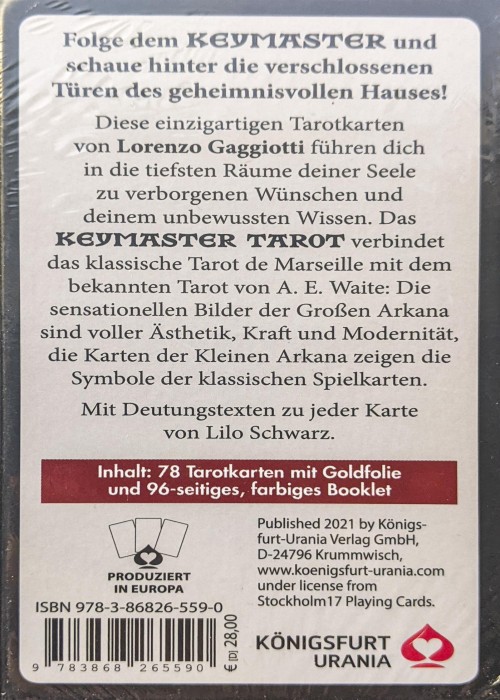 Folge dem KEYMASTER und
schaue hinter die verschlossenen
Türen des geheimnisvollen Hauses!
Diese einzigartigen Tarotkarten
von Lorenzo Gaggiotti führen dich
in die tiefsten Räume deiner Seele
zu verborgenen Wünschen und
deinem unbewussten Wissen. Das
KEYMASTER TAROT verbindet
das klassische Tarot de Marseille mit dem
bekannten Tarot von A. E. Waite: Die
sensationellen Bilder der Großen Arkana
sind voller Ästhetik, Kraft und Modernität,
die Karten der Kleinen Arkana zeigen die
Symbole der klassischen Spielkarten.
Mit Deutungstexten zu jeder Karte
von Lilo Schwarz.
Inhalt: 78 Tarotkarten mit Goldfolie
und 96-seitiges, farbiges Booklet
PRODUZIERT
IN EUROPA
ISBN 978-3-86826-559-0
9 783868 265590
€ [D] 28,00
Published 2021 by Königs-
furt-Urania Verlag GmbH,
D-24796 Krummwisch,
www.koenigsfurt-urania.com
under license from
Stockholm17 Playing Cards.
KÖNIGSFURT
URANIA